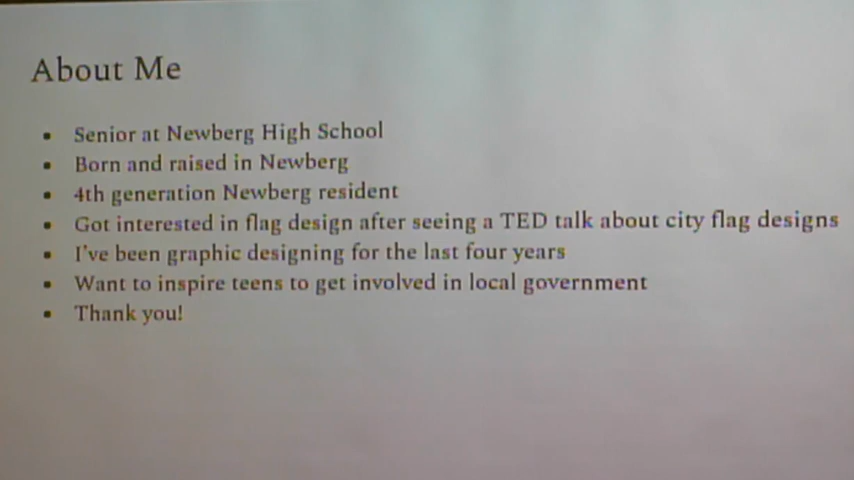 About Me
• Senior at Newberg High School
• Born and raised in Newberg
• 4th generation Newberg resident
• Got interested in flag design after seeing a TED talk about city flag designs
• I've been graphic designing for the last four years
• Want to inspire teens to get involved in local government
• Thank you!